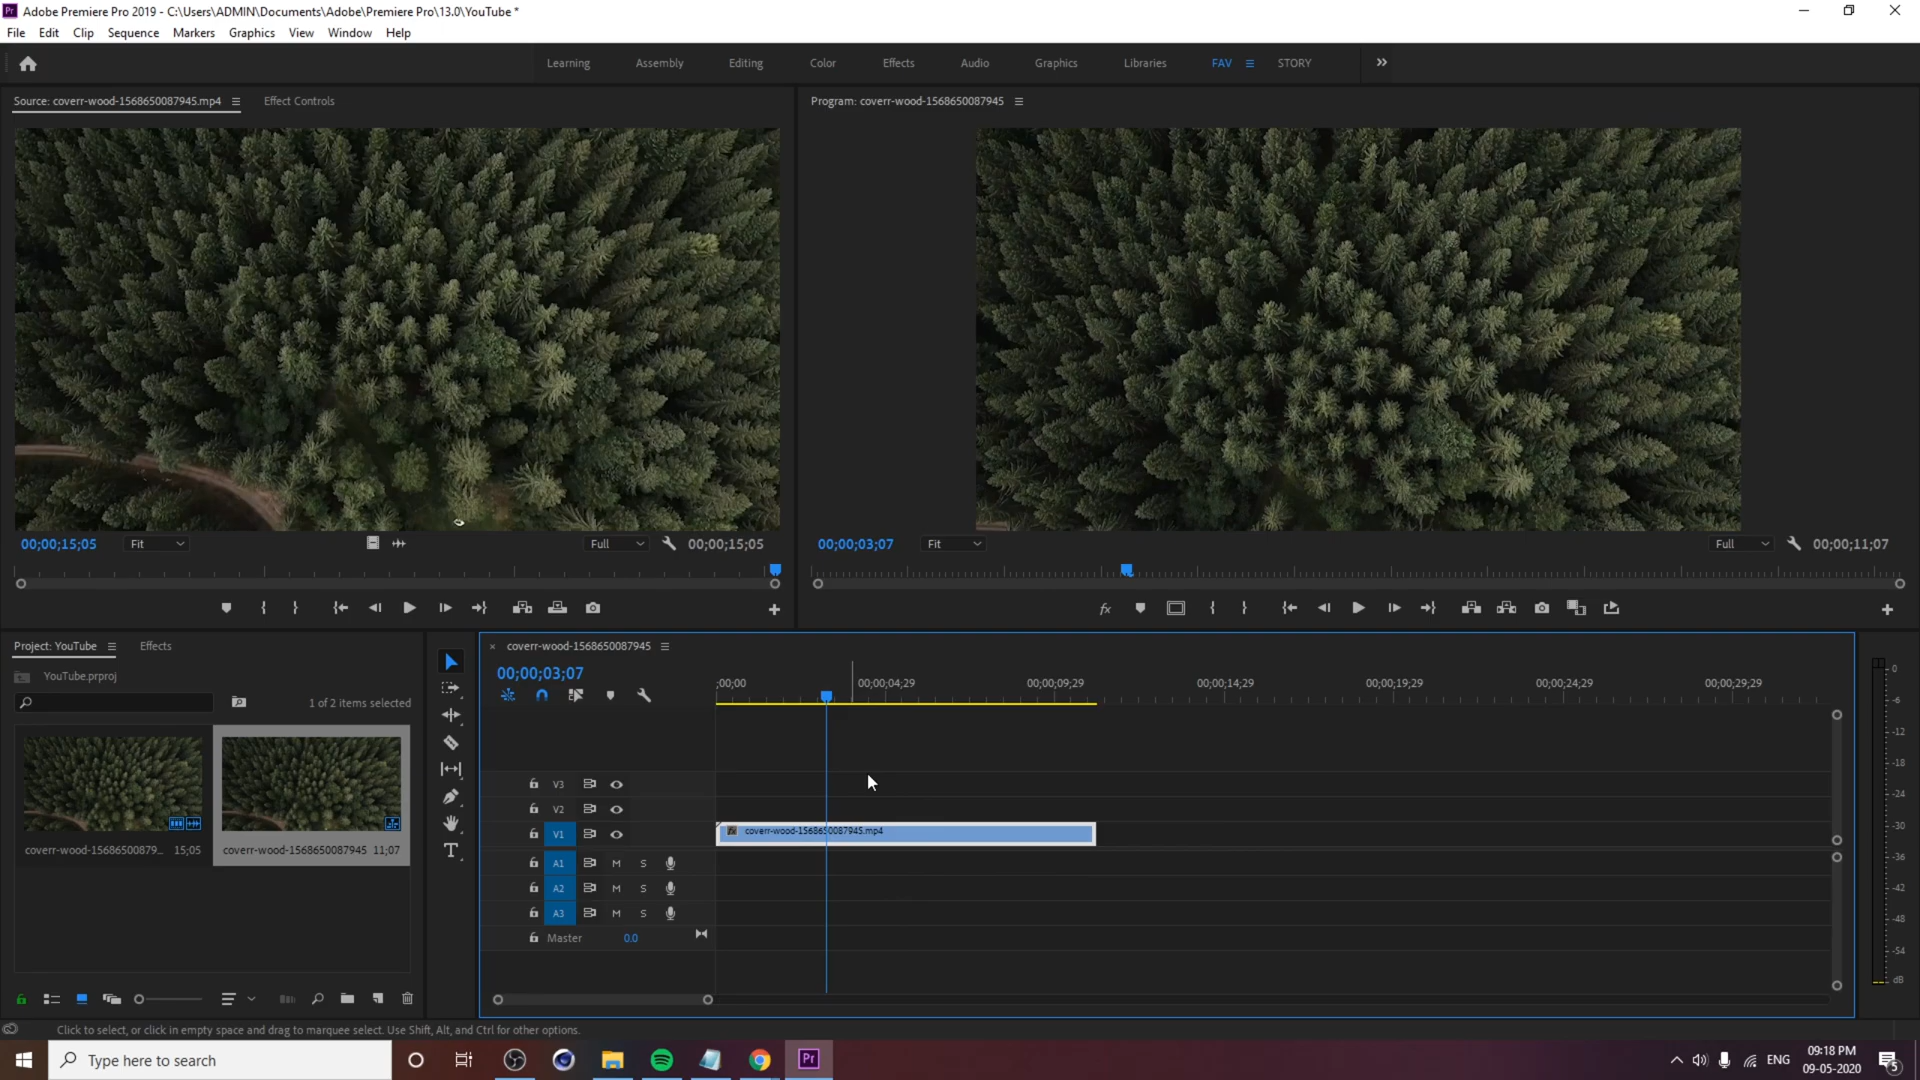 Pr Adobe Premiere Pro 2019 - C:\Users\ADMIN\Documents\Adobe\Premiere Pro\13.0\YouTube *
File Edit Clip Sequence Markers Graphics View Window Help
Learning Assembly Editing Color Effects Audio Graphics Libraries FAV STORY
Source: coverr-wood-1568650087945.mp4 Effect Controls
Program: coverr-wood-1568650087945
00;00;15;05 Fit Full 00;00;15;05
00;00;03;07 Fit Full 00;00;11;07
fx
Project: YouTube Effects
YouTube.prproj
1 of 2 items selected
coverr-wood-15686500879... 15;05
coverr-wood-1568650087945 11;07
× coverr-wood-1568650087945
00;00;03;07
;00;00 00;00;04;29 00;00;09;29 00;00;14;29 00;00;19;29 00;00;24;29 00;00;29;29
V3
V2
V1 fx coverr-wood-1568650087945.mp4
A1 M S
A2 M S
A3 M S
Master 0.0
0
-6
-12
-18
-24
-30
-36
-42
-48
-54
dB
Click to select, or click in empty space and drag to marquee select. Use Shift, Alt, and Ctrl for other options.
Type here to search
Pr
ENG
09:18 PM
09-05-2020
5